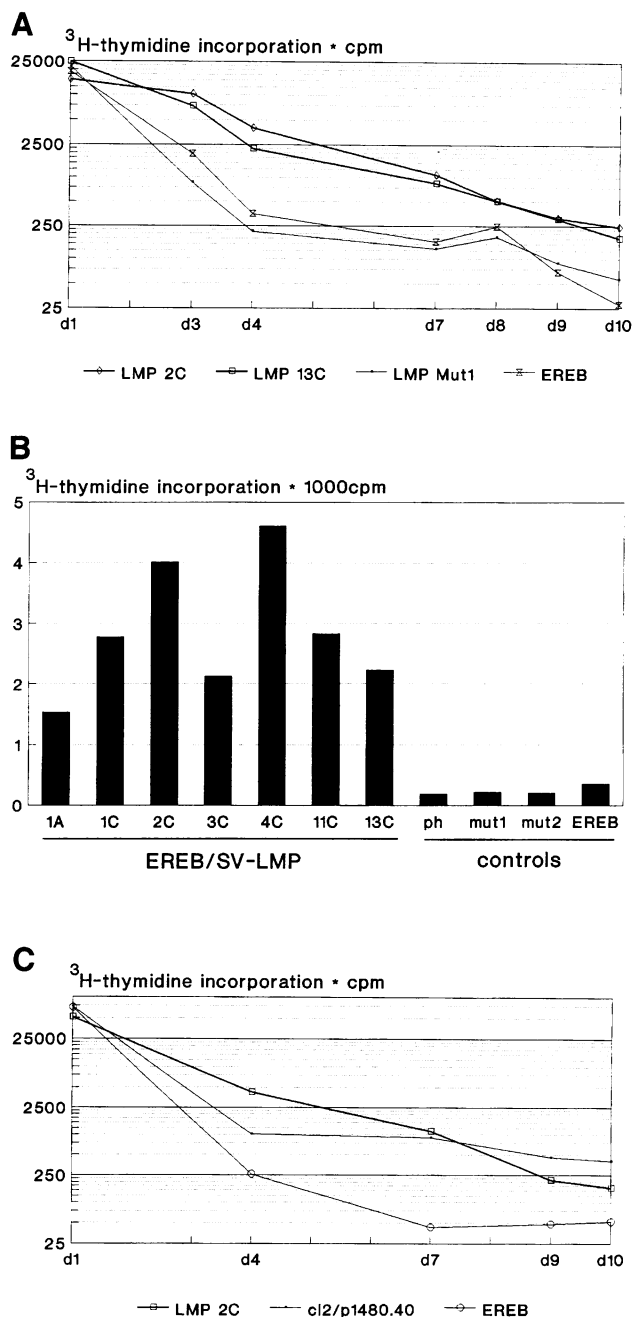 A
3H-thymidine incorporation * cpm
25000
2500
250
25
d1 d3 d4 d7 d8 d9 d10
LMP 2C LMP 13C LMP Mut1 EREB
B
3H-thymidine incorporation * 1000cpm
5
4
3
2
1
0
1A 1C 2C 3C 4C 11C 13C ph mut1 mut2 EREB
EREB/SV-LMP controls
C
3H-thymidine incorporation * cpm
25000
2500
250
25
d1 d4 d7 d9 d10
LMP 2C cl2/p1480.40 EREB